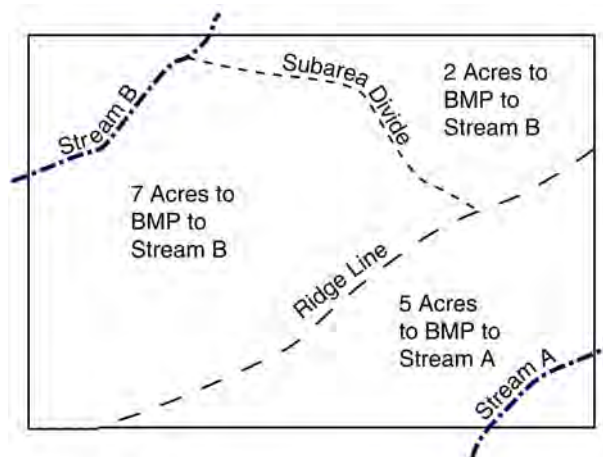 Stream B
Subarea Divide
2 Acres to
BMP to
Stream B
7 Acres to
BMP to
Stream B
Ridge Line
5 Acres
to BMP to
Stream A
Stream A